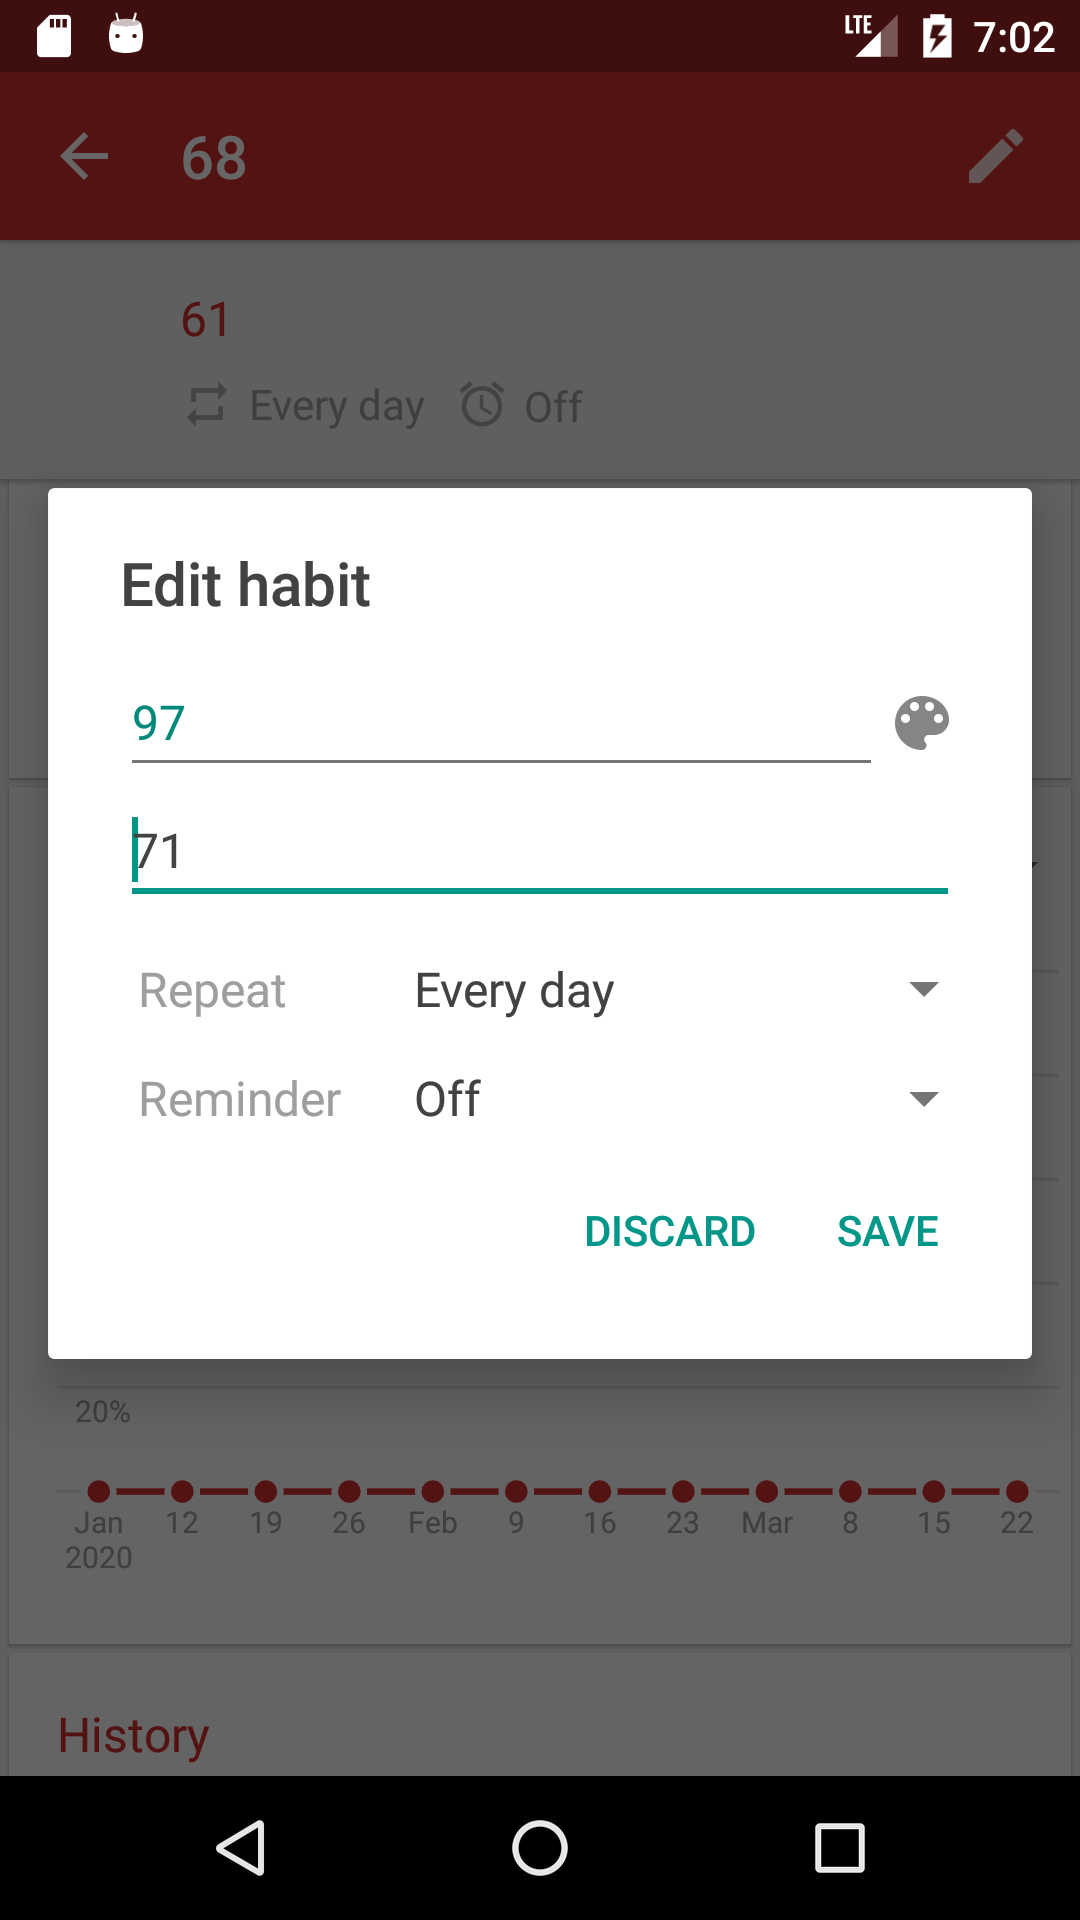 LTE 7:02
68
61
Every day Off
Edit habit
97
71
Repeat Every day
Reminder Off
DISCARD SAVE
20%
Jan 12 19 26 Feb 9 16 23 Mar 8 15 22
2020
History